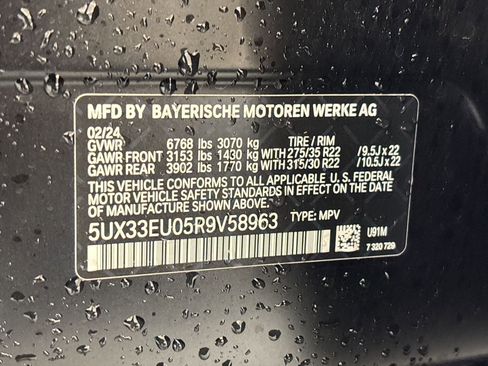 MFD BY BAYERISCHE MOTOREN WERKE AG
02/24
GVWR 6768 lbs 3070 kg TIRE / RIM
GAWR FRONT 3153 lbs 1430 kg WITH 275/35 R22 /9.5J x 22
GAWR REAR 3902 lbs 1770 kg WITH 315/30 R22 /10.5J x 22
THIS VEHICLE CONFORMS TO ALL APPLICABLE U. S. FEDERAL
MOTOR VEHICLE SAFETY STANDARDS IN EFFECT ON THE DATE
OF MANUFACTURE SHOWN ABOVE.
5UX33EU05R9V58963 TYPE: MPV
U91M
7 320 729